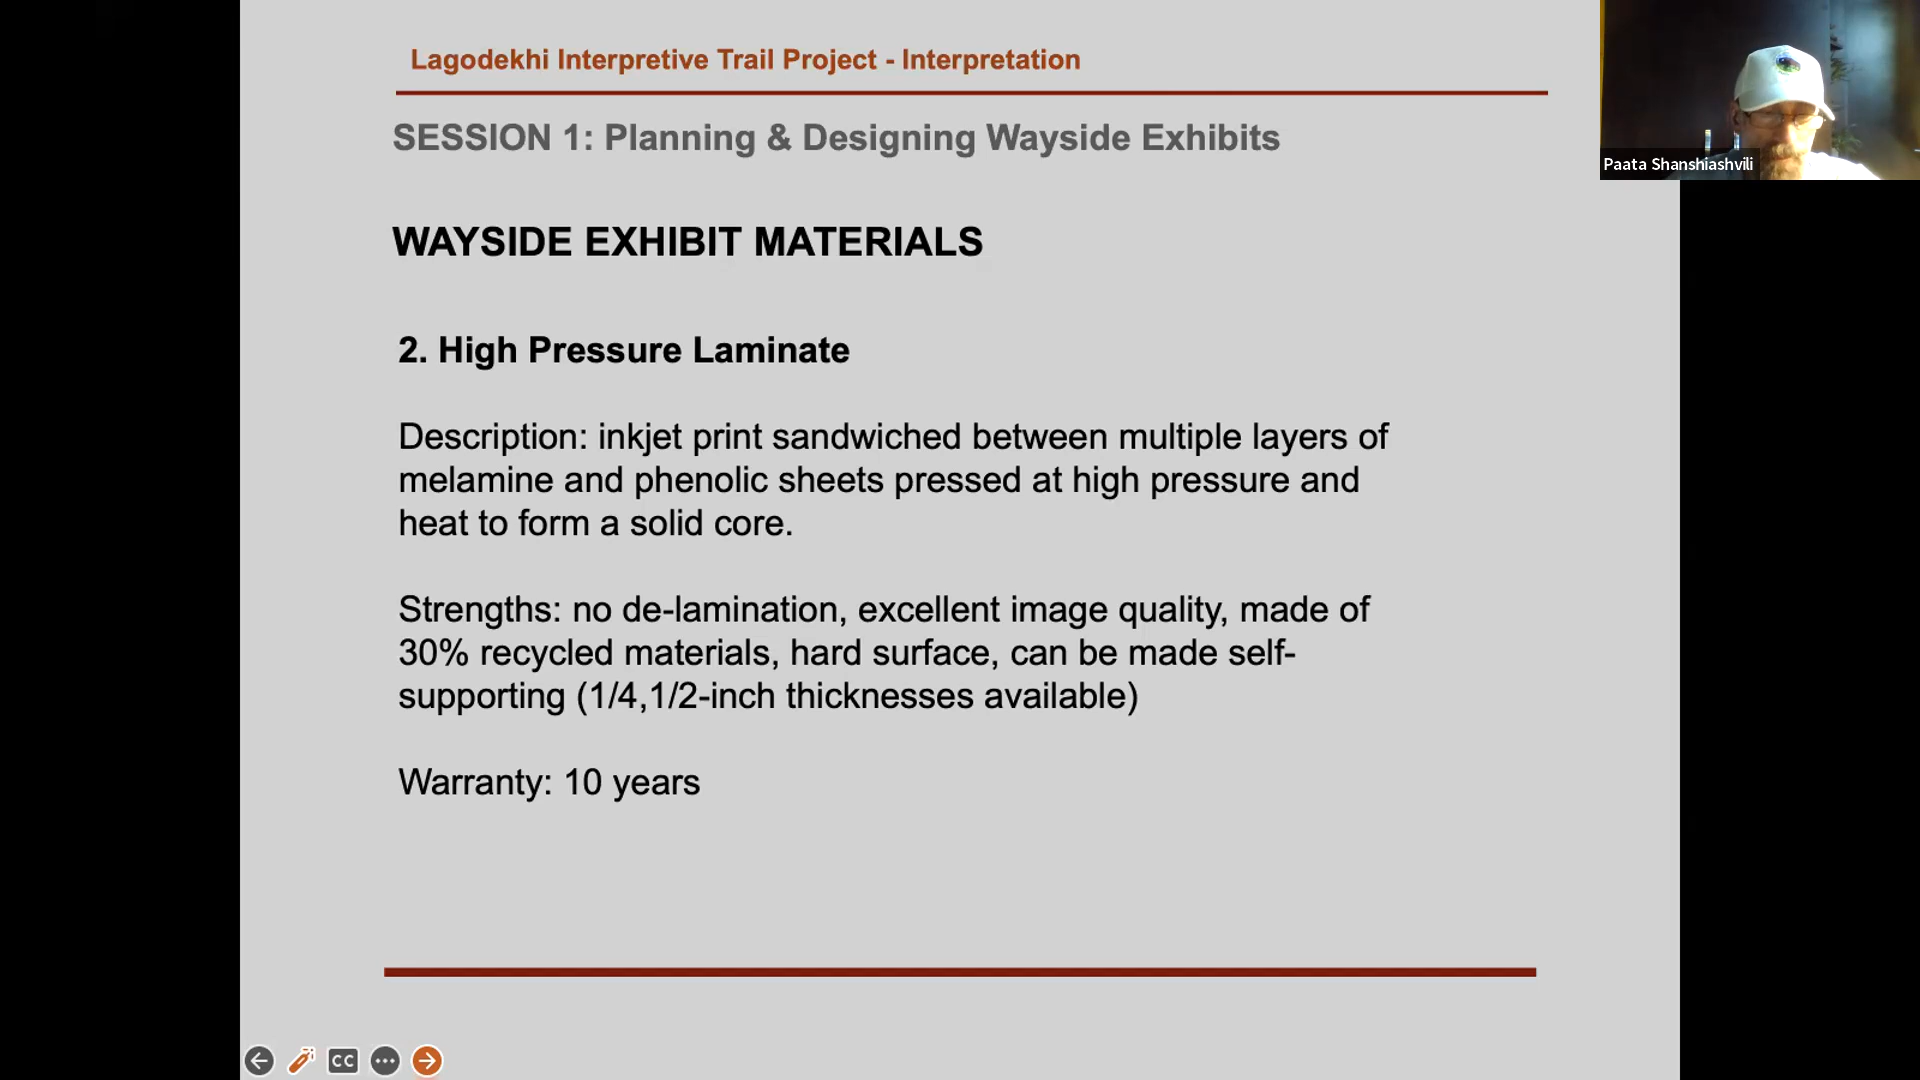 Lagodekhi Interpretive Trail Project - Interpretation
SESSION 1: Planning & Designing Wayside Exhibits
Paata Shanshiashvili
WAYSIDE EXHIBIT MATERIALS
2. High Pressure Laminate
Description: inkjet print sandwiched between multiple layers of
melamine and phenolic sheets pressed at high pressure and
heat to form a solid core.
Strengths: no de-lamination, excellent image quality, made of
30% recycled materials, hard surface, can be made self-
supporting (1/4,1/2-inch thicknesses available)
Warranty: 10 years
CC